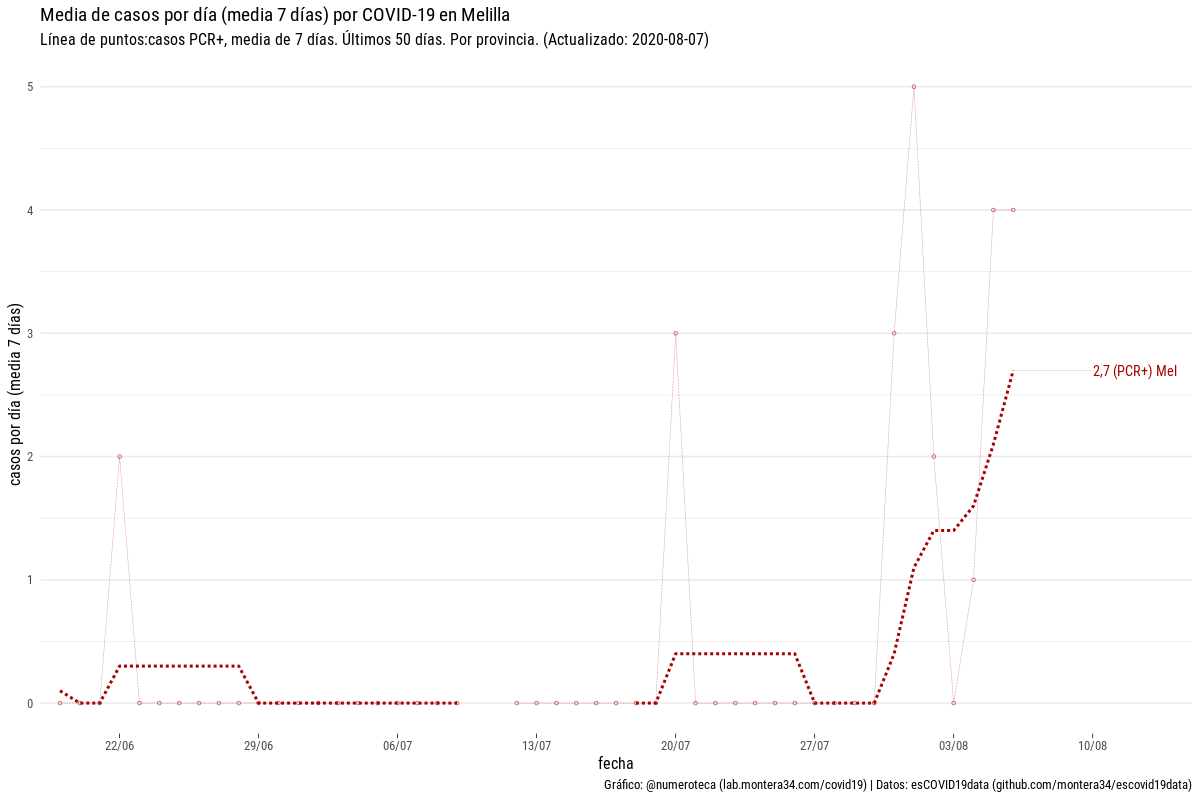 Media de casos por día (media 7 días) por COVID-19 en Melilla
Línea de puntos:casos PCR+, media de 7 días. Últimos 50 días. Por provincia. (Actualizado: 2020-08-07)
casos por día (media 7 días)
5
4
3
2
1
0
2,7 (PCR+) Mel
22/06
29/06
06/07
13/07
20/07
27/07
03/08
10/08
fecha
Gráfico: @numeroteca (lab.montera34.com/covid19) | Datos: esCOVID19data (github.com/montera34/escovid19data)